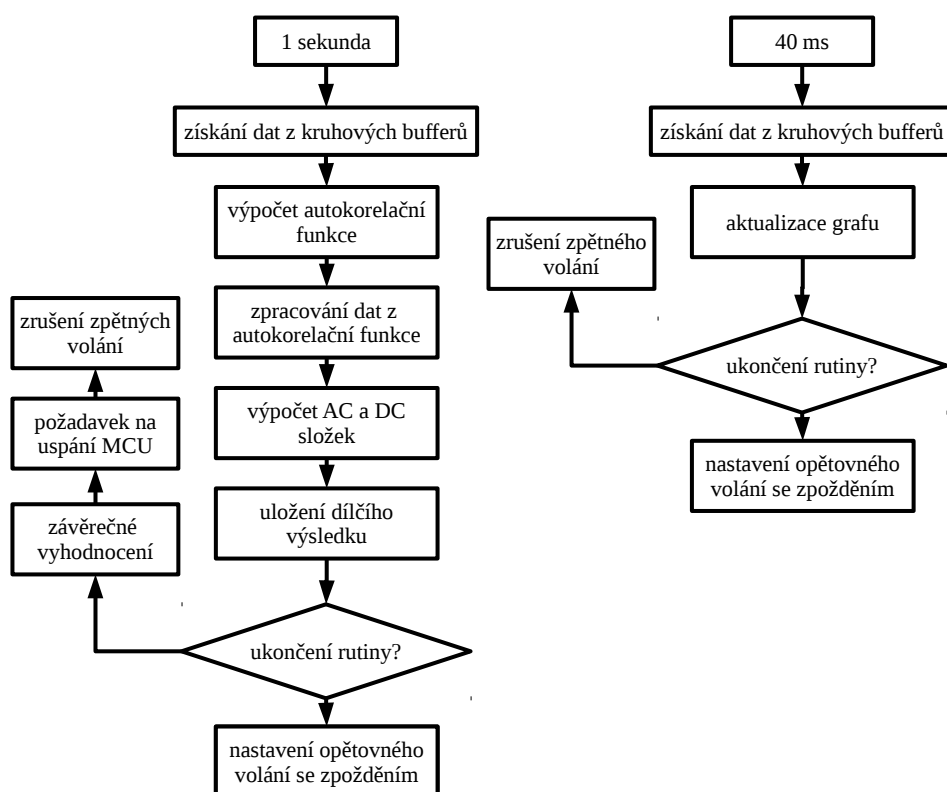 1 sekunda
získání dat z kruhových bufferů
výpočet autokorelační
funkce
zpracování dat z
autokorelační funkce
výpočet AC a DC
složek
uložení dílčího
výsledku
ukončení rutiny?
nastavení opětovného
volání se zpožděním
závěrečné
vyhodnocení
požadavek na
uspání MCU
zrušení zpětných
volání
40 ms
získání dat z kruhových bufferů
aktualizace grafu
ukončení rutiny?
zrušení zpětného
volání
nastavení opětovného
volání se zpožděním